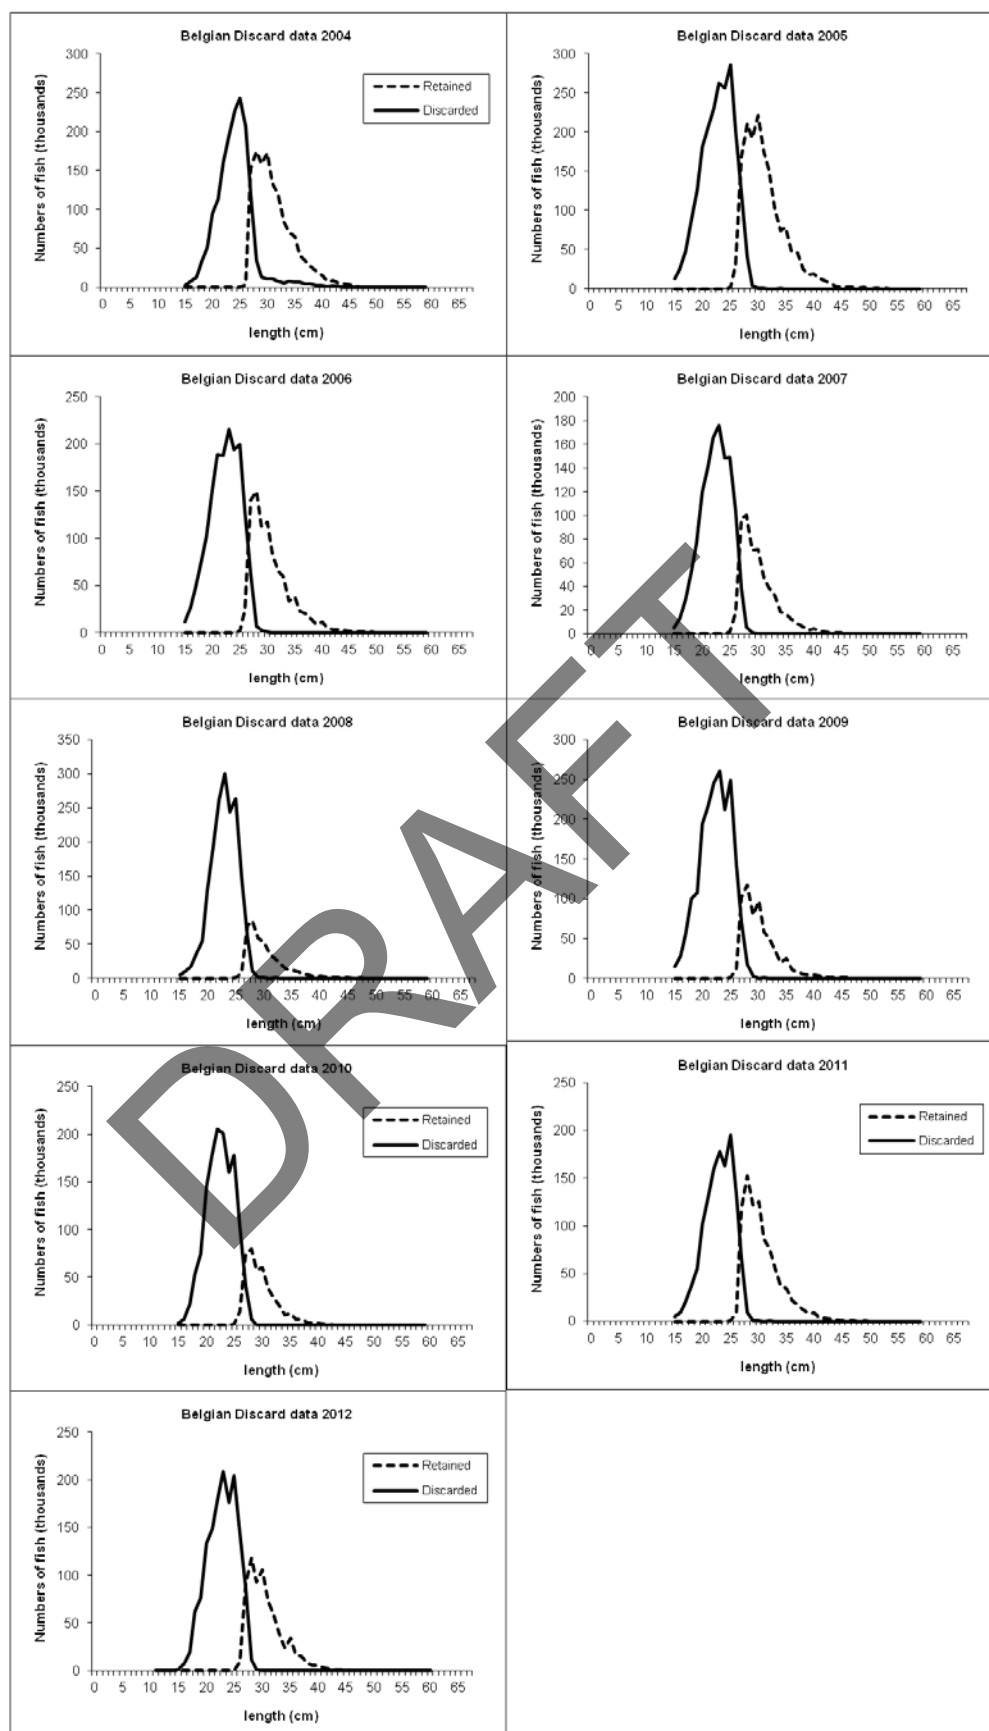 Belgian Discard data 2004
Numbers of fish (thousands)
300
250
200
150
100
50
0
0 5 10 15 20 25 30 35 40 45 50 55 60 65
length (cm)
Retained
Discarded
Belgian Discard data 2005
Numbers of fish (thousands)
300
250
200
150
100
50
0
0 5 10 15 20 25 30 35 40 45 50 55 60 65
length (cm)
Belgian Discard data 2006
Numbers of fish (thousands)
250
200
150
100
50
0
0 5 10 15 20 25 30 35 40 45 50 55 60 65
length (cm)
Belgian Discard data 2007
Numbers of fish (thousands)
200
180
160
140
120
100
80
60
40
20
0
0 5 10 15 20 25 30 35 40 45 50 55 60 65
length (cm)
Belgian Discard data 2008
Numbers of fish (thousands)
350
300
250
200
150
100
50
0
0 5 10 15 20 25 30 35 40 45 50 55 60 65
length (cm)
Belgian Discard data 2009
Numbers of fish (thousands)
300
250
200
150
100
50
0
0 5 10 15 20 25 30 35 40 45 50 55 60 65
length (cm)
Belgian Discard data 2010
Numbers of fish (thousands)
250
200
150
100
50
0
0 5 10 15 20 25 30 35 40 45 50 55 60 65
length (cm)
Retained
Discarded
Belgian Discard data 2011
Numbers of fish (thousands)
250
200
150
100
50
0
0 5 10 15 20 25 30 35 40 45 50 55 60 65
length (cm)
Retained
Discarded
Belgian Discard data 2012
Numbers of fish (thousands)
250
200
150
100
50
0
0 5 10 15 20 25 30 35 40 45 50 55 60 65
length (cm)
Retained
Discarded
DRAFT